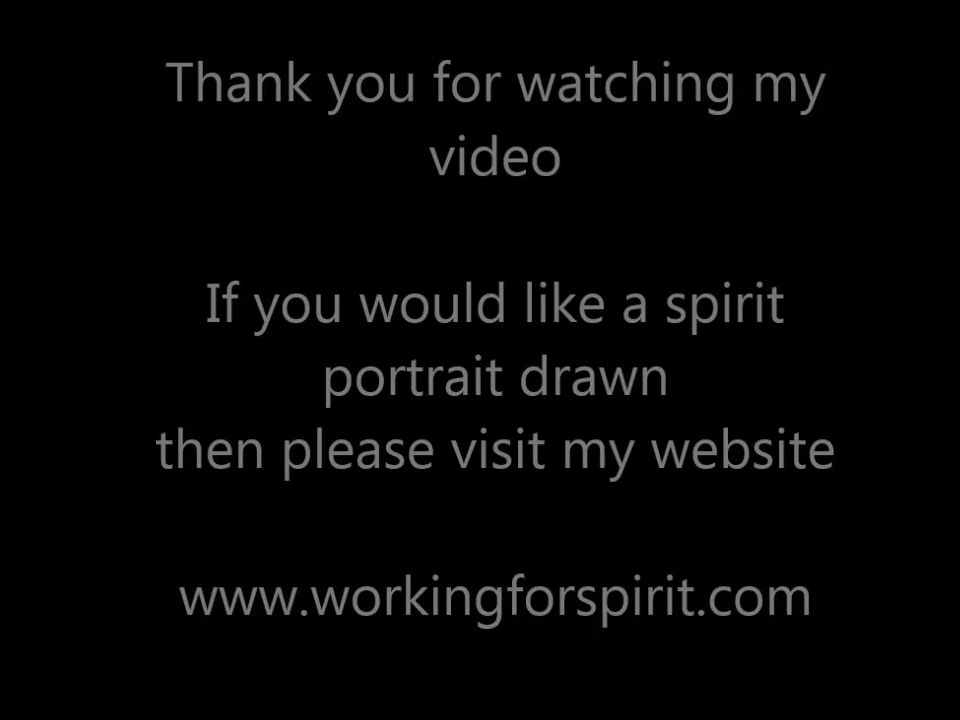 Thank you for watching my
video
If you would like a spirit
portrait drawn
then please visit my website
www.workingforspirit.com